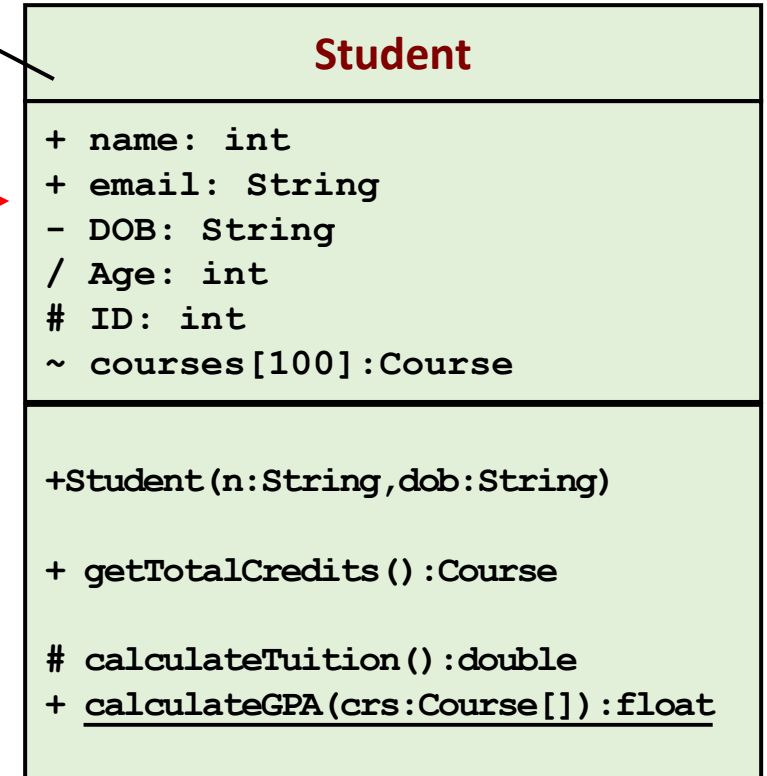 Student
+ name: int
+ email: String
- DOB: String
/ Age: int
# ID: int
~ courses[100]:Course
+Student(n:String,dob:String)
+ getTotalCredits():Course
# calculateTuition():double
+ calculateGPA(crs:Course[]):float